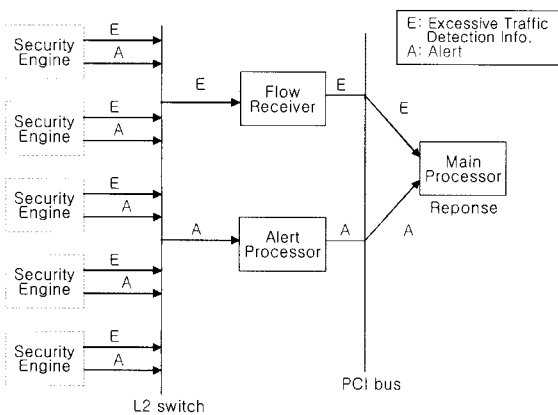 E: Excessive Traffic
Detection Info.
A: Alert
Security
Engine
E
A
Security
Engine
E
A
Security
Engine
E
A
Security
Engine
E
A
Security
Engine
E
A
E
Flow
Receiver
E
E
Main
Processor
Reponse
A
Alert
Processor
A
A
L2 switch
PCI bus